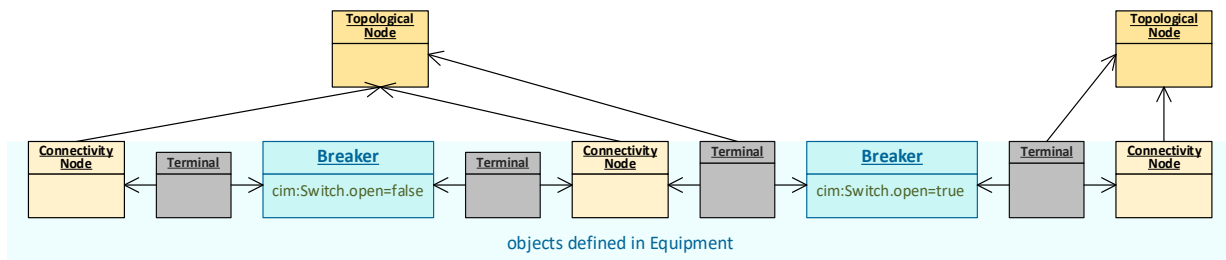 Topological
Node
Topological
Node
Connectivity
Node
Terminal
Breaker
cim:Switch.open=false
Terminal
Connectivity
Node
Terminal
Breaker
cim:Switch.open=true
Terminal
Connectivity
Node
objects defined in Equipment